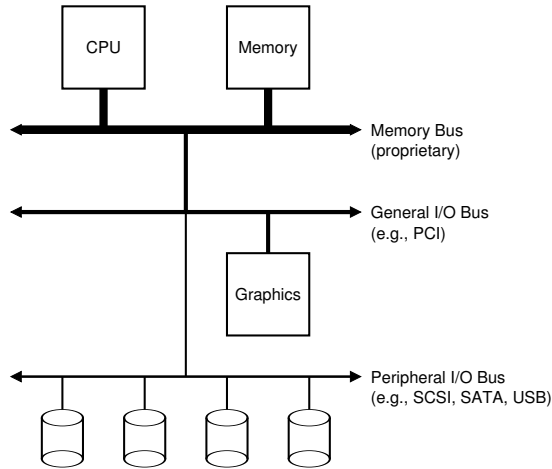 CPU
Memory
Memory Bus
(proprietary)
General I/O Bus
(e.g., PCI)
Graphics
Peripheral I/O Bus
(e.g., SCSI, SATA, USB)